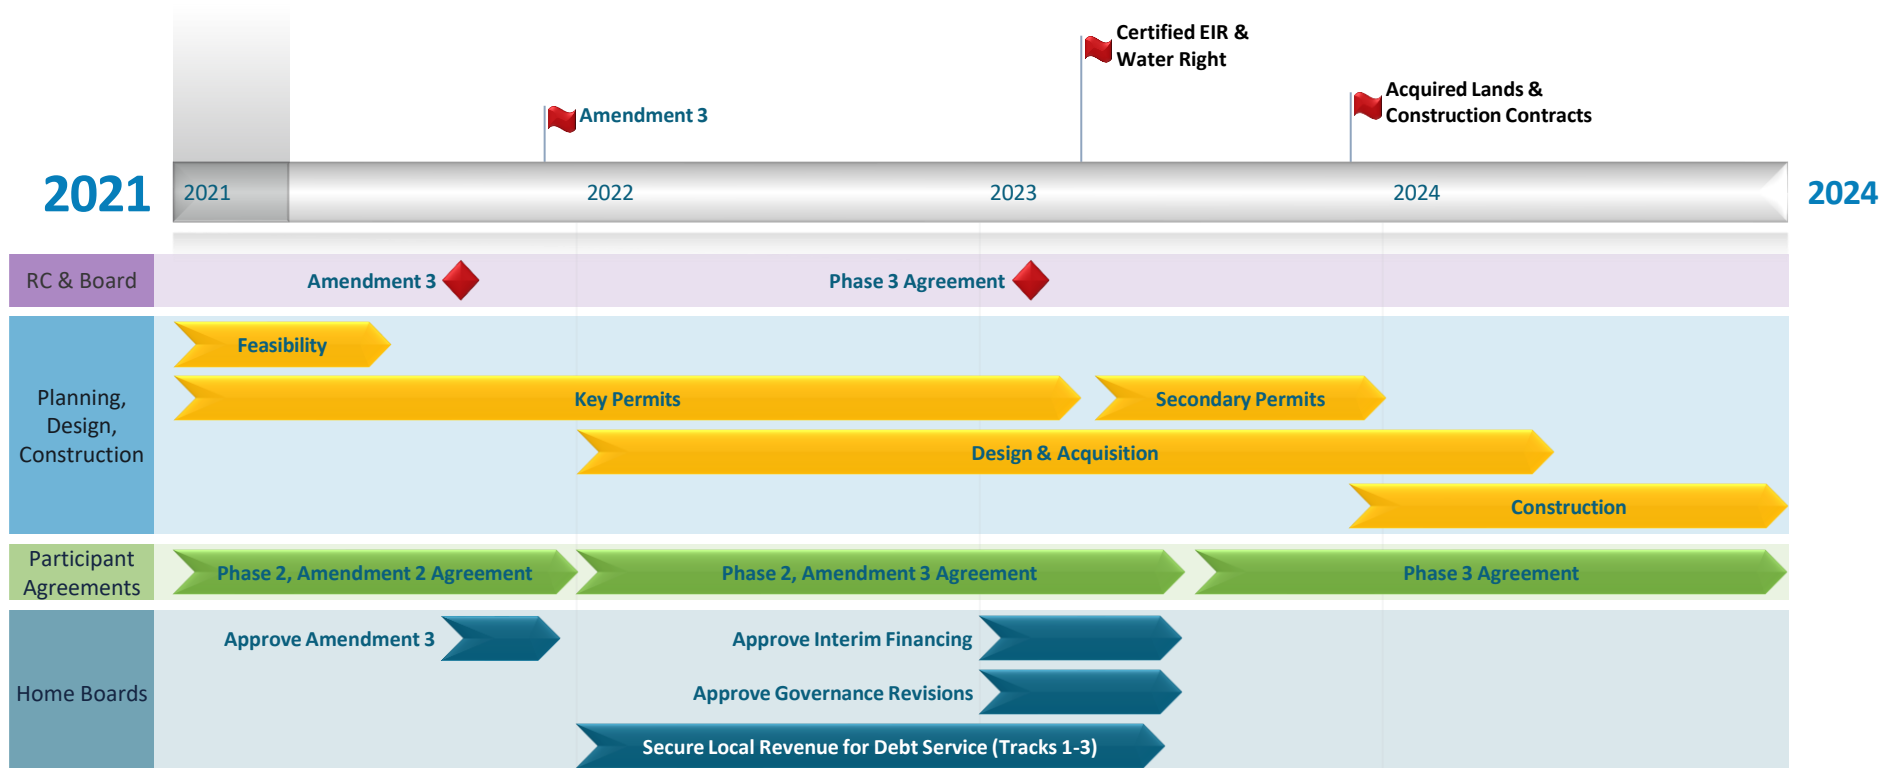 Certified EIR &
Water Right
Acquired Lands &
Construction Contracts
Amendment 3
2021
2021
2022
2023
2024
2024
RC & Board
Amendment 3
Phase 3 Agreement
Planning,
Design,
Construction
Feasibility
Key Permits
Secondary Permits
Design & Acquisition
Construction
Participant
Agreements
Phase 2, Amendment 2 Agreement
Phase 2, Amendment 3 Agreement
Phase 3 Agreement
Home Boards
Approve Amendment 3
Approve Interim Financing
Approve Governance Revisions
Secure Local Revenue for Debt Service (Tracks 1-3)